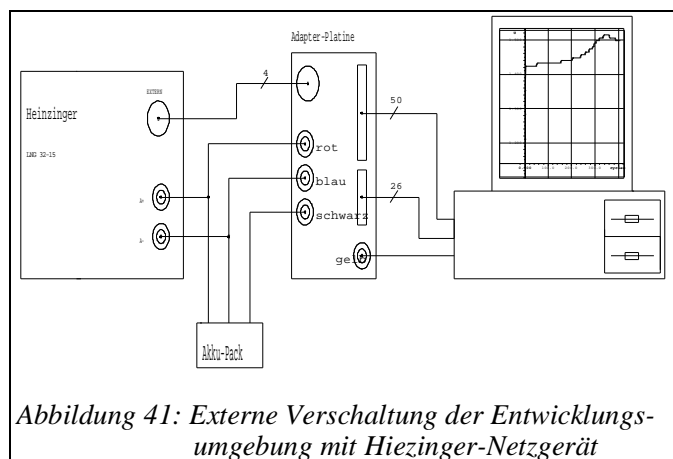 Adapter-Platine
Heinzinger
EXTERN
LNG 32-15
4
50
26
rot
blau
schwarz
gelb
Akku-Pack
Abbildung 41: Externe Verschaltung der Entwicklungs-
umgebung mit Hiezinger-Netzgerät